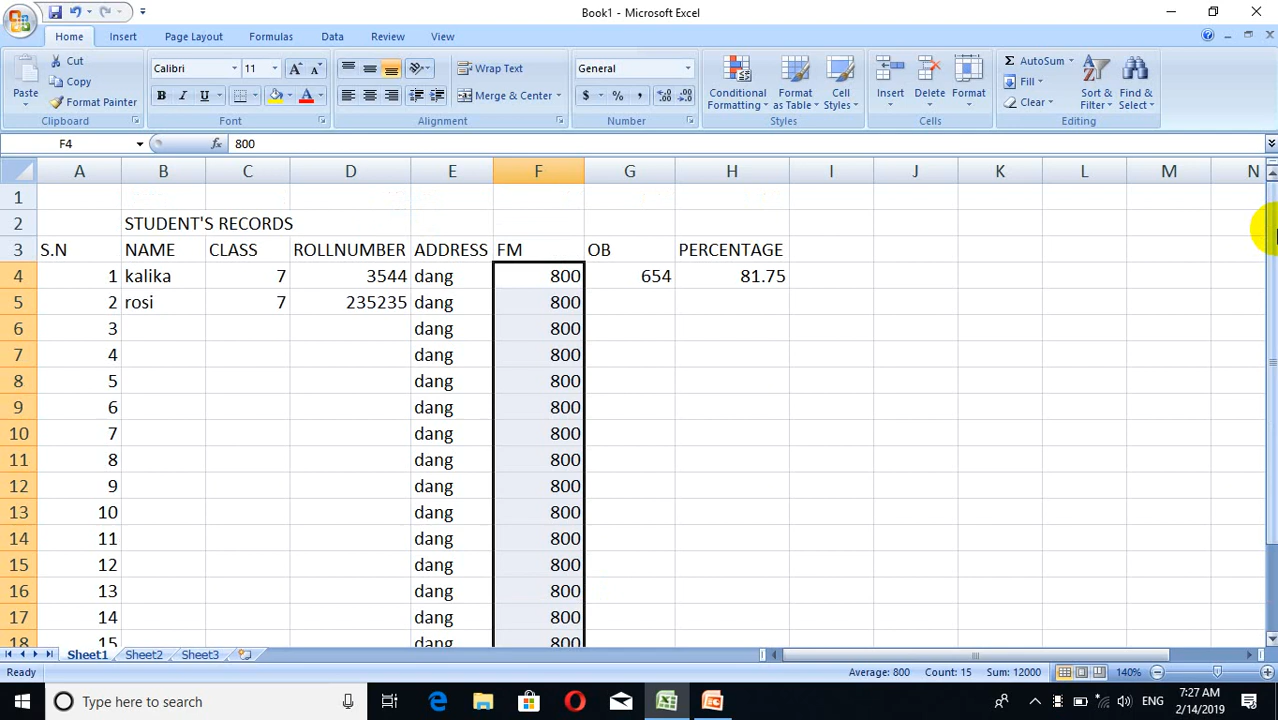 Book1 - Microsoft Excel
Home Insert Page Layout Formulas Data Review View
Cut
Copy
Format Painter
Paste
Clipboard
Calibri 11 A A
B I U A
Font
Wrap Text
Merge & Center
Alignment
General
$ % ,
Number
Conditional Formatting
Format as Table
Cell Styles
Styles
Insert Delete Format
Cells
Σ AutoSum
Fill
Clear
Sort & Filter
Find & Select
Editing
F4 fx 800
A B C D E F G H I J K L M N
1
2 STUDENT'S RECORDS
3 S.N NAME CLASS ROLLNUMBER ADDRESS FM OB PERCENTAGE
4 1 kalika 7 3544 dang 800 654 81.75
5 2 rosi 7 235235 dang 800
6 3 dang 800
7 4 dang 800
8 5 dang 800
9 6 dang 800
10 7 dang 800
11 8 dang 800
12 9 dang 800
13 10 dang 800
14 11 dang 800
15 12 dang 800
16 13 dang 800
17 14 dang 800
18 15 dang 800
Sheet1 Sheet2 Sheet3
Ready Average: 800 Count: 15 Sum: 12000 140%
Type here to search
ENG
7:27 AM
2/14/2019